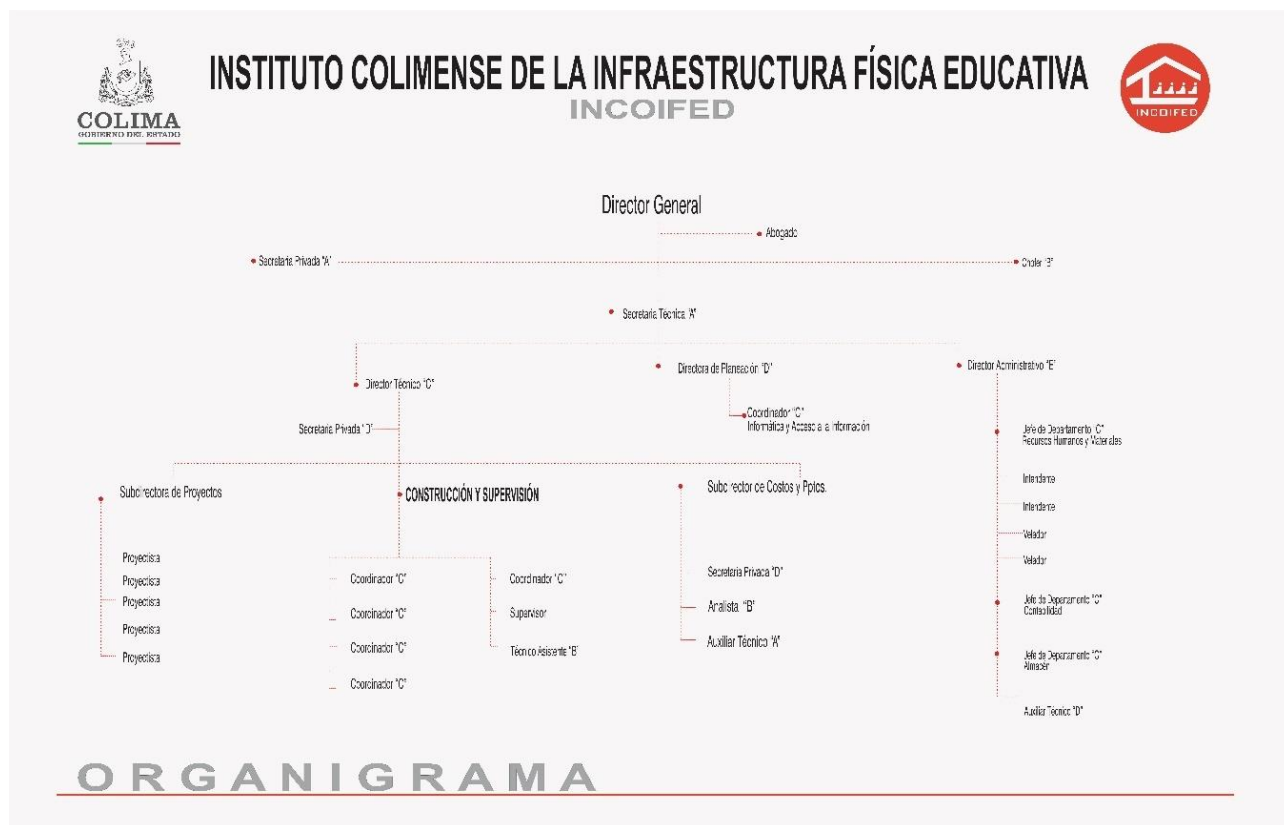 INSTITUTO COLIMENSE DE LA INFRAESTRUCTURA FÍSICA EDUCATIVA
INCOIFED
COLIMA
GOBIERNO DEL ESTADO
INCOIFED
Director General
Abogado
Secretaria Privada "A"
Chofer "B"
Secretaria Técnica "A"
Director Técnico "C"
Directora de Planeación "D"
Director Administrativo "E"
Secretaria Privada "D"
Coordinador "C"
Informática y Acceso a la Información
Jefe de Departamento "C"
Recursos Humanos y Materiales
Intendente
Intendente
Velador
Velador
Jefe de Departamento "C"
Contabilidad
Jefe de Departamento "C"
Almacén
Auxiliar Técnico "D"
Subdirectora de Proyectos
Proyectista
Proyectista
Proyectista
Proyectista
Proyectista
CONSTRUCCIÓN Y SUPERVISIÓN
Coordinador "C"
Coordinador "C"
Coordinador "C"
Coordinador "C"
Coordinador "C"
Supervisor
Técnico Asistente "B"
Subdirector de Costos y Pptos.
Secretaria Privada "D"
Analista "B"
Auxiliar Técnico "A"
ORGANIGRAMA